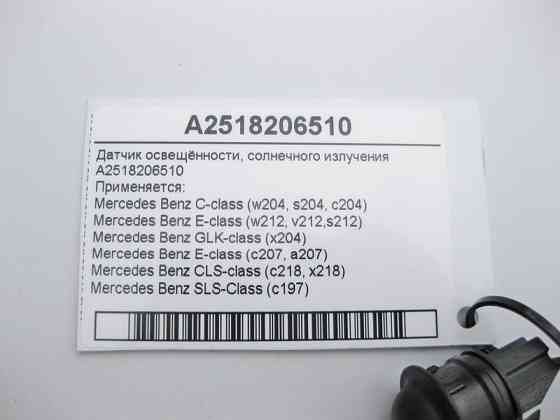 A2518206510
Датчик освещённости, солнечного излучения
A2518206510
Применяется:
Mercedes Benz C-class (w204, s204, c204)
Mercedes Benz E-class (w212, v212,s212)
Mercedes Benz GLK-class (x204)
Mercedes Benz E-class (c207, a207)
Mercedes Benz CLS-class (c218, x218)
Mercedes Benz SLS-Class (c197)